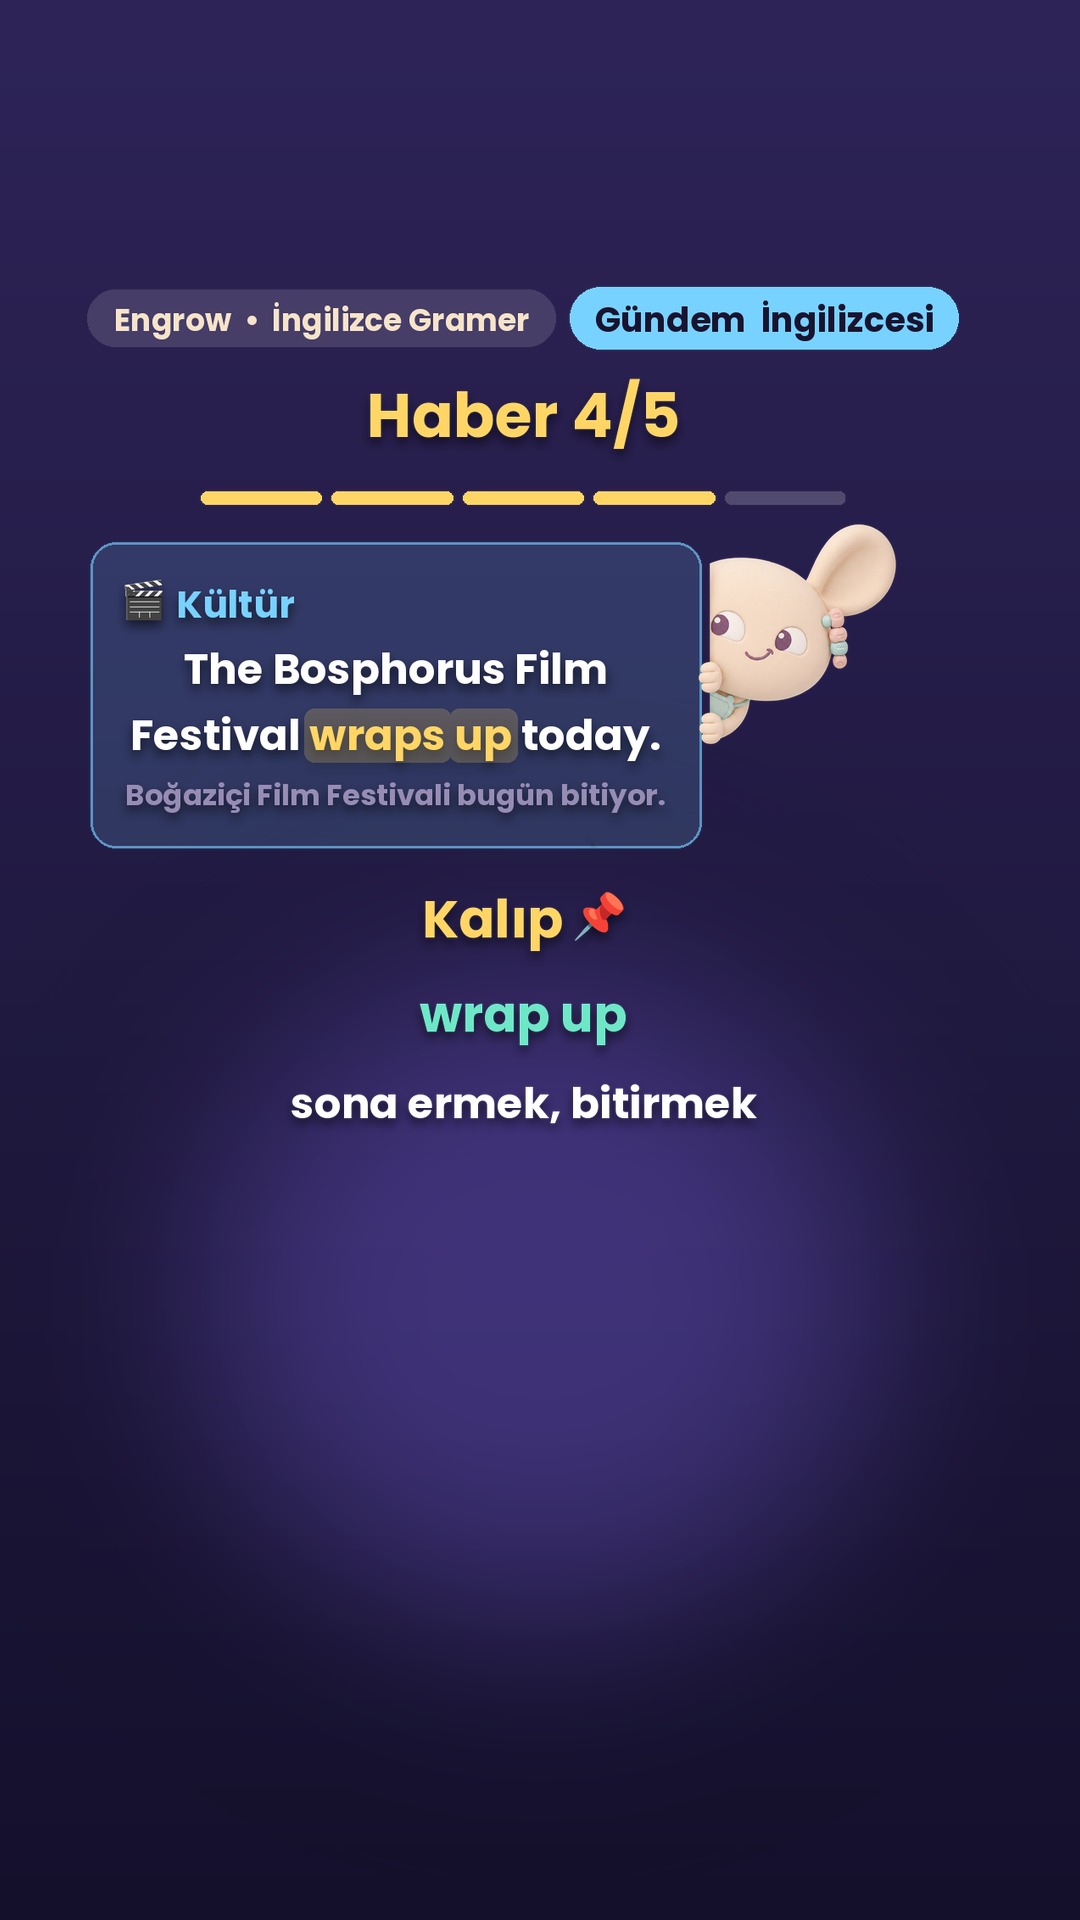 Engrow • İngilizce Gramer
Gündem İngilizcesi
Haber 4/5
🎬 Kültür
The Bosphorus Film
Festival wraps up today.
Boğaziçi Film Festivali bugün bitiyor.
Kalıp 📌
wrap up
sona ermek, bitirmek